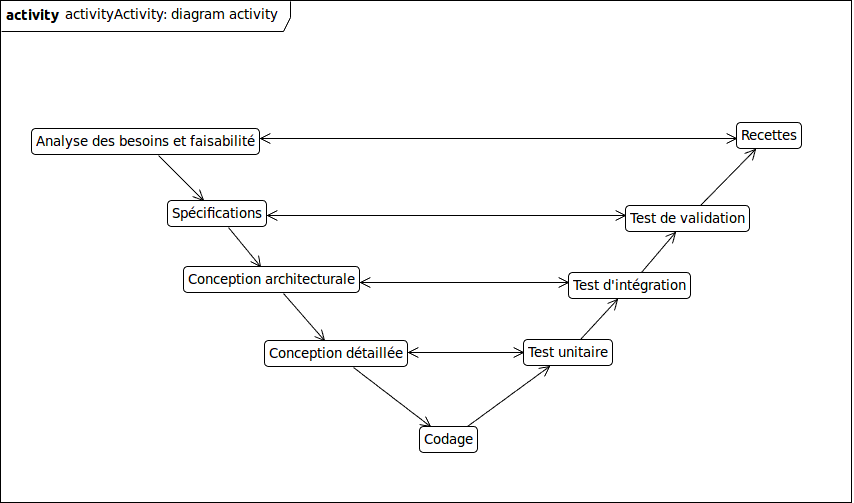 activity activityActivity: diagram activity
Analyse des besoins et faisabilité
Recettes
Spécifications
Test de validation
Conception architecturale
Test d'intégration
Conception détaillée
Test unitaire
Codage